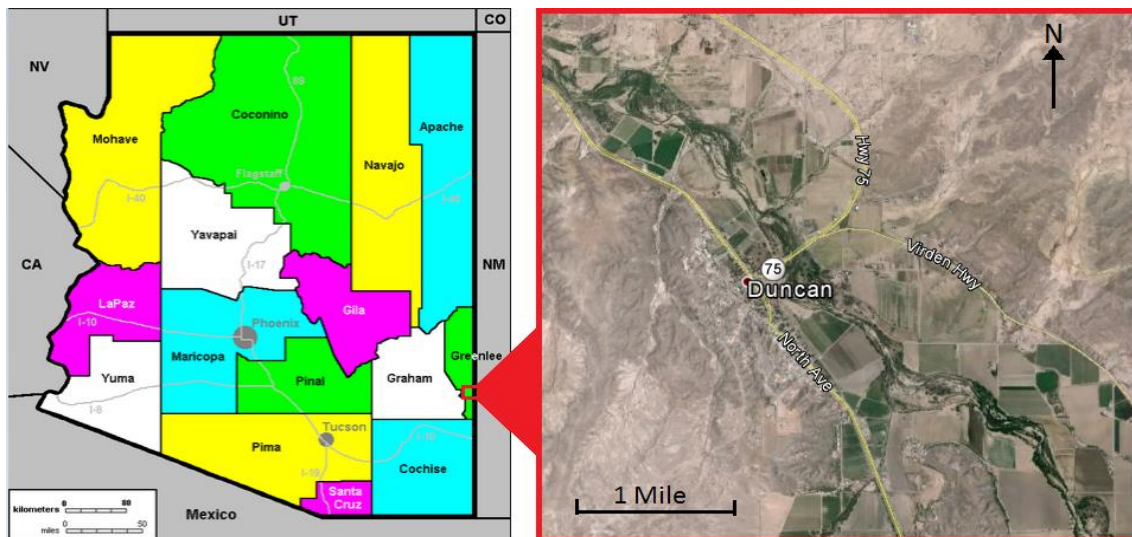 UT
CO
NV
89
Coconino
Mohave
Apache
Navajo
Flagstaff
I-40
I-40
Yavapai
CA
I-17
NM
LaPaz
Gila
I-10
Phoenix
Greenlee
Maricopa
Graham
Yuma
Pinal
I-8
Tucson
I-10
Pima
Cochise
I-19
Santa
Cruz
Mexico
0 80
kilometers
miles
0 50
N
Hwy 75
Virden Hwy
75
Duncan
North Ave
1 Mile